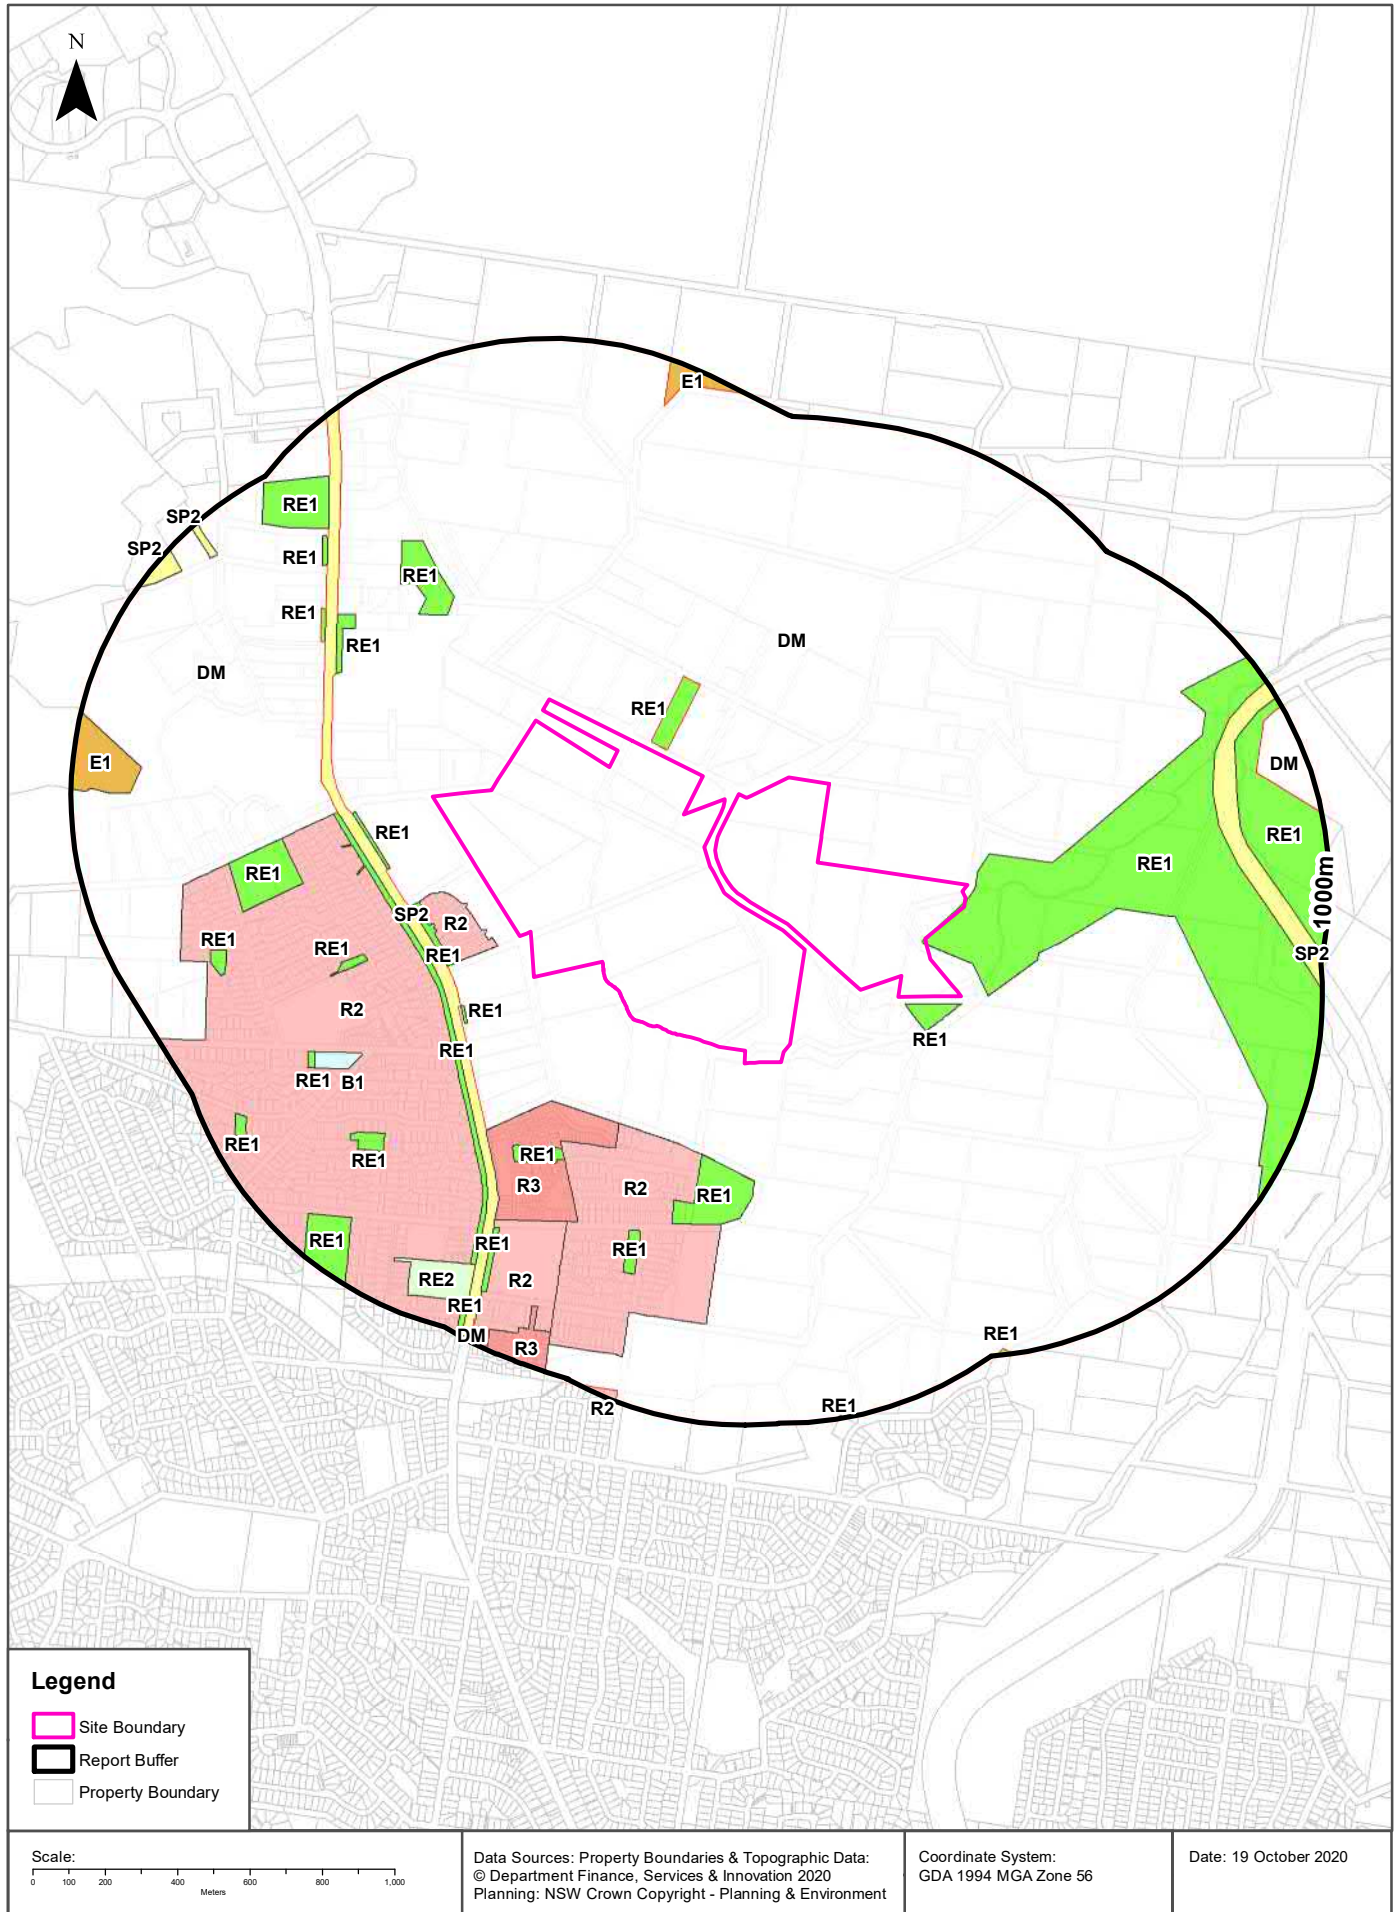 N
E1
RE1
SP2
SP2
RE1
RE1
RE1
RE1
DM
DM
RE1
E1
DM
RE1
RE1
RE1
RE1
1000m
SP2
R2
RE1
RE1
RE1
SP2
R2
RE1
RE1
RE1
RE1
B1
RE1
RE1
RE1
R3
R2
RE1
RE1
RE1
RE1
R2
RE2
RE1
DM
R3
RE1
RE1
R2
Legend
Site Boundary
Report Buffer
Property Boundary
Scale:
0 100 200 400 600 800 1,000
Meters
Data Sources: Property Boundaries & Topographic Data:
© Department Finance, Services & Innovation 2020
Planning: NSW Crown Copyright - Planning & Environment
Coordinate System:
GDA 1994 MGA Zone 56
Date: 19 October 2020